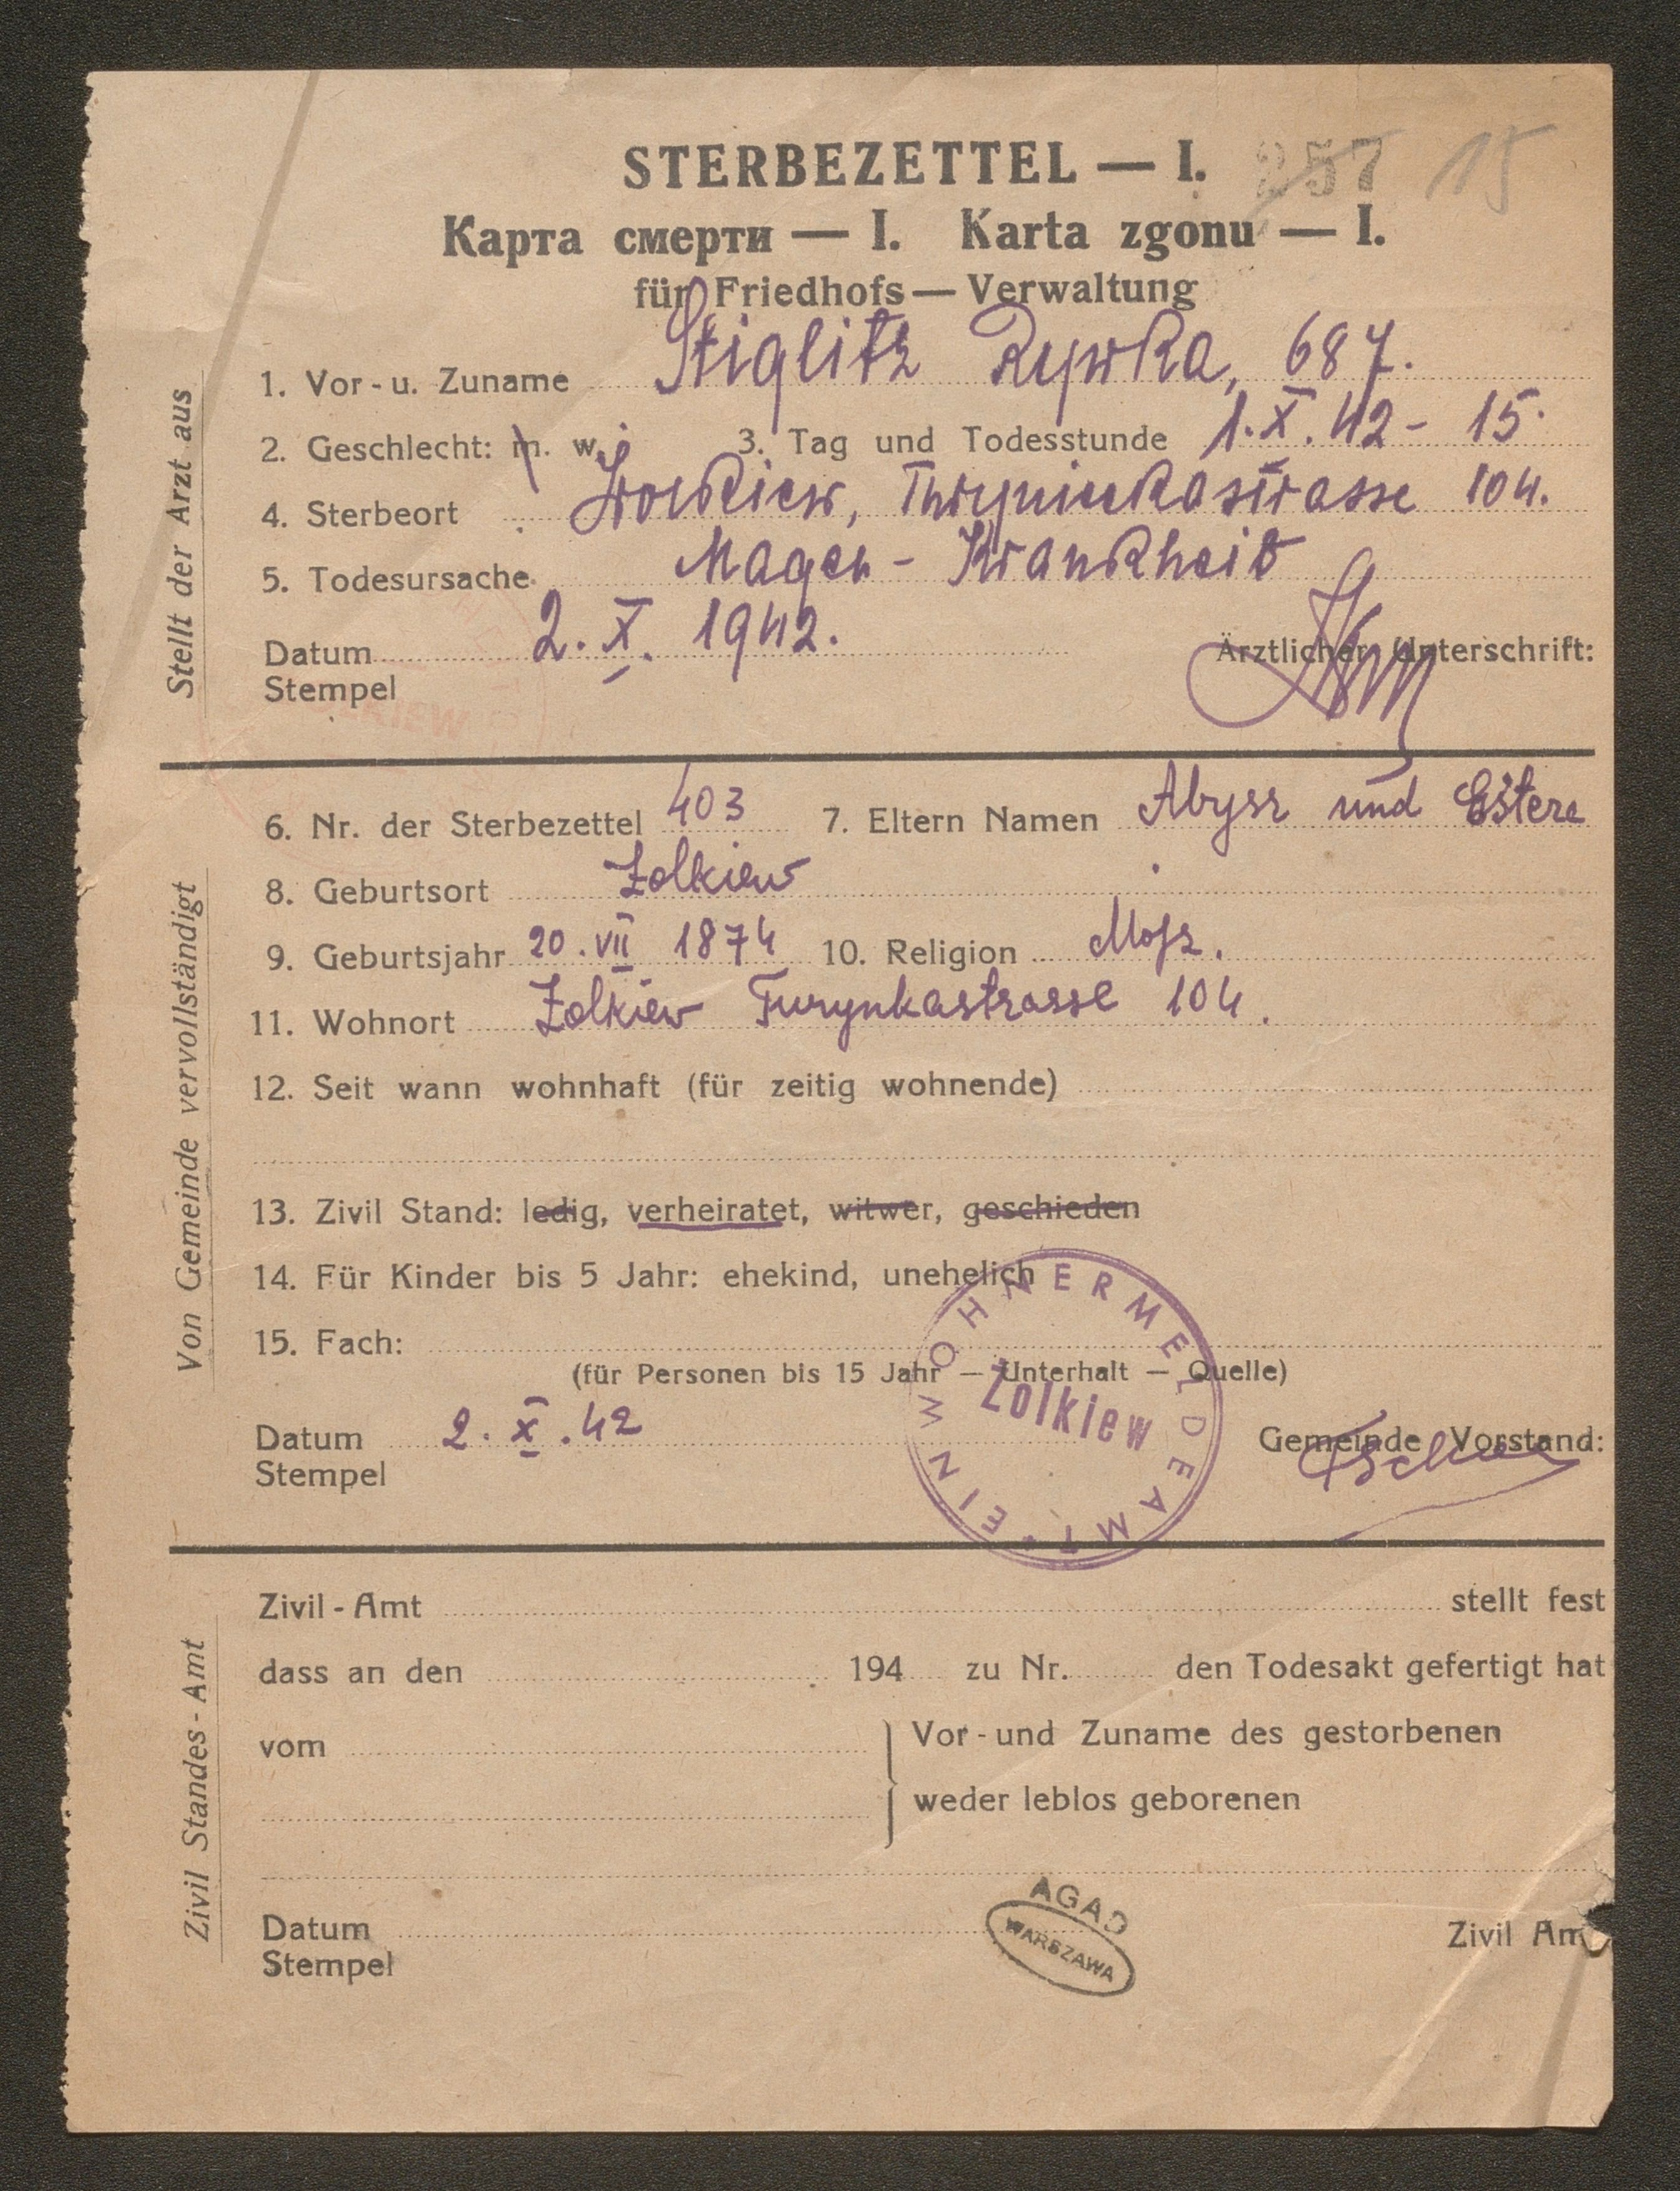 STERBEZETTEL — I. 257 15
Карта смерти — I. Karta zgonu — I.
für Friedhofs — Verwaltung
Stellt der Arzt aus
1. Vor - u. Zuname Stiglitz Rywka, 687.
2. Geschlecht: m. w. 3. Tag und Todesstunde 1. X. 42 - 15.
4. Sterbeort 104.
5. Todesursache Magen - Krankheit
Datum 2. X. 1942. Ärztlicher Unterschrift:
Stempel
Von Gemeinde vervollständigt
6. Nr. der Sterbezettel 403 7. Eltern Namen und Estere
8. Geburtsort Zolkiew
9. Geburtsjahr 20. VII 1874 10. Religion Mojz.
11. Wohnort Zolkiew Turynkastrasse 104.
12. Seit wann wohnhaft (für zeitig wohnende)
13. Zivil Stand: ledig, verheiratet, witwer, geschieden
14. Für Kinder bis 5 Jahr: ehekind, unehelich
15. Fach:
(für Personen bis 15 Jahr — Unterhalt — Quelle)
EINWOHNERMELDEAMT
Zolkiew
Datum 2. X. 42 Gemeinde Vorstand:
Stempel
Zivil Standes - Amt
Zivil - Amt stellt fest
dass an den 194 zu Nr. den Todesakt gefertigt hat
vom Vor - und Zuname des gestorbenen
weder leblos geborenen
AGAD
WARSZAWA
Datum Zivil Am
Stempel